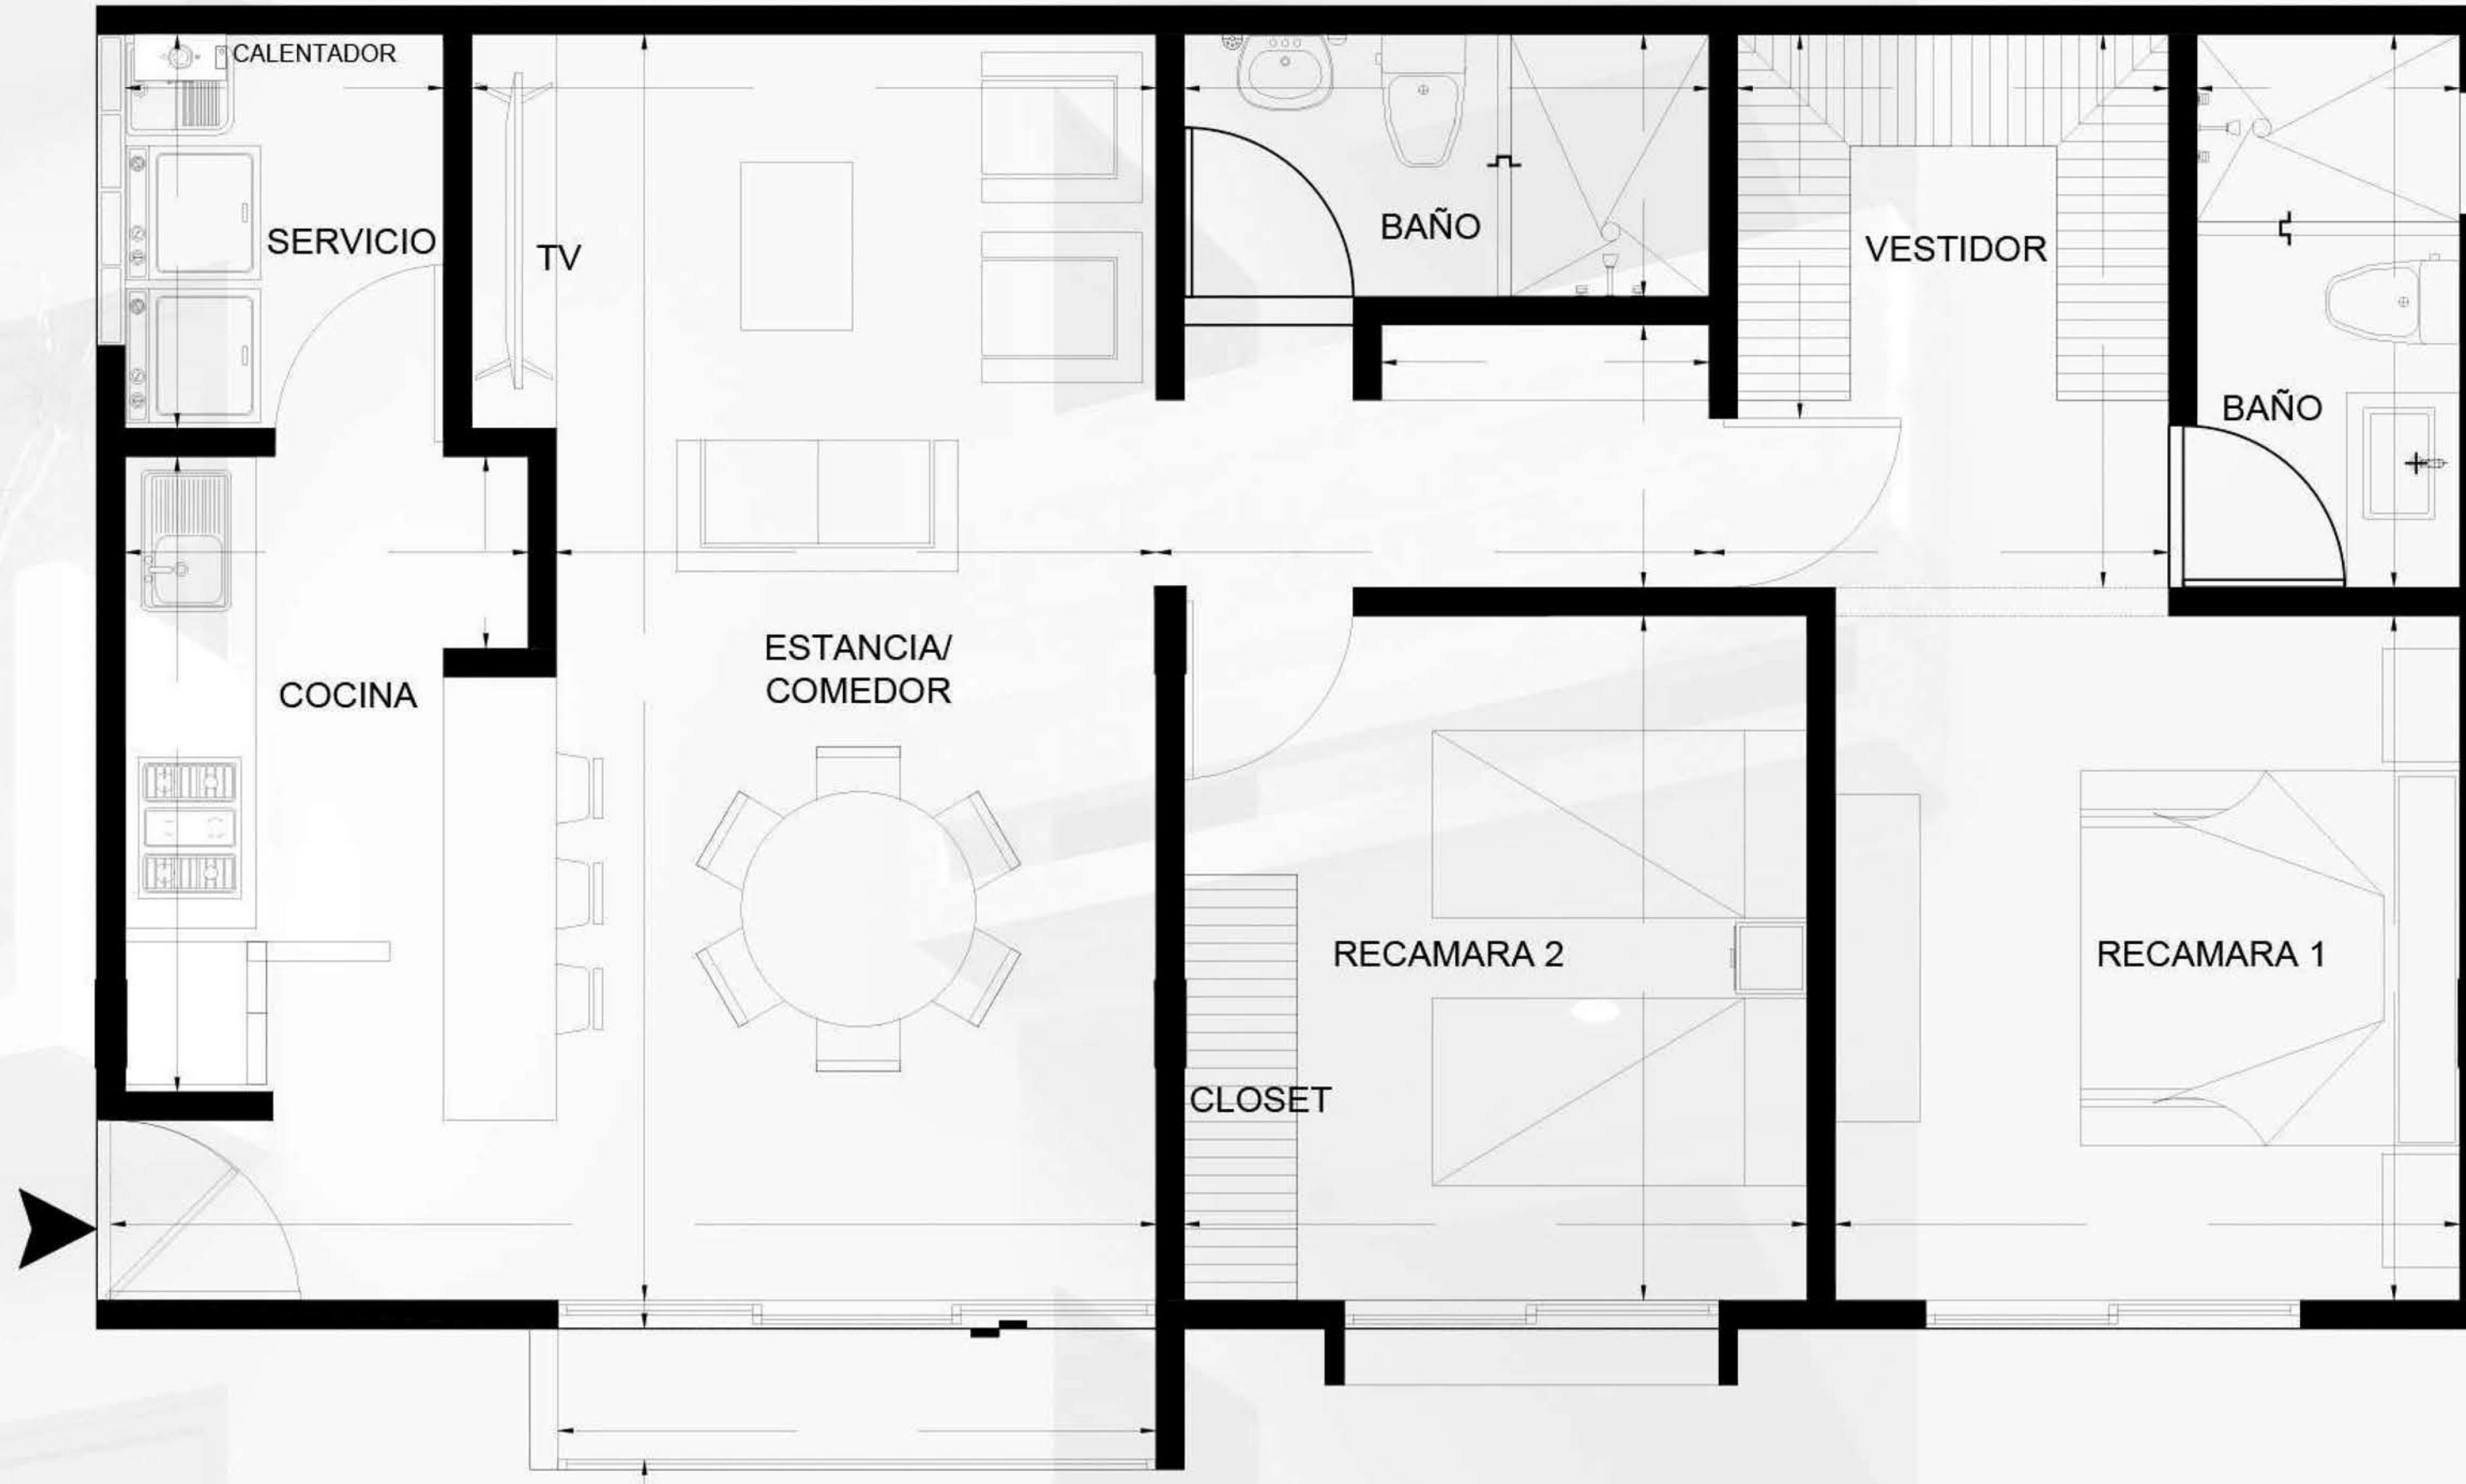 CALENTADOR
SERVICIO
TV
BAÑO
VESTIDOR
BAÑO
COCINA
ESTANCIA/
COMEDOR
RECAMARA 2
RECAMARA 1
CLOSET